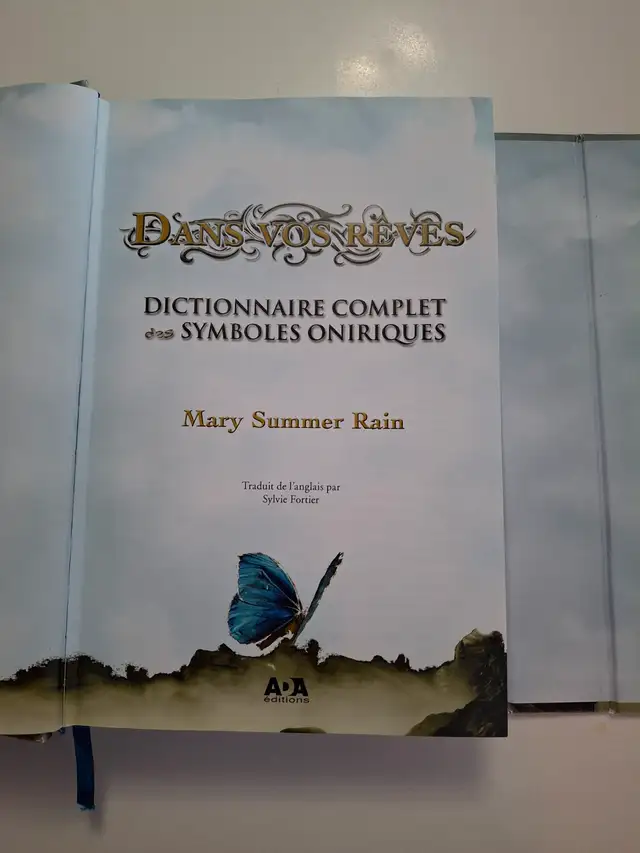 DANS VOS RÊVES
DICTIONNAIRE COMPLET
des SYMBOLES ONIRIQUES
Mary Summer Rain
Traduit de l'anglais par
Sylvie Fortier
ADA
éditions